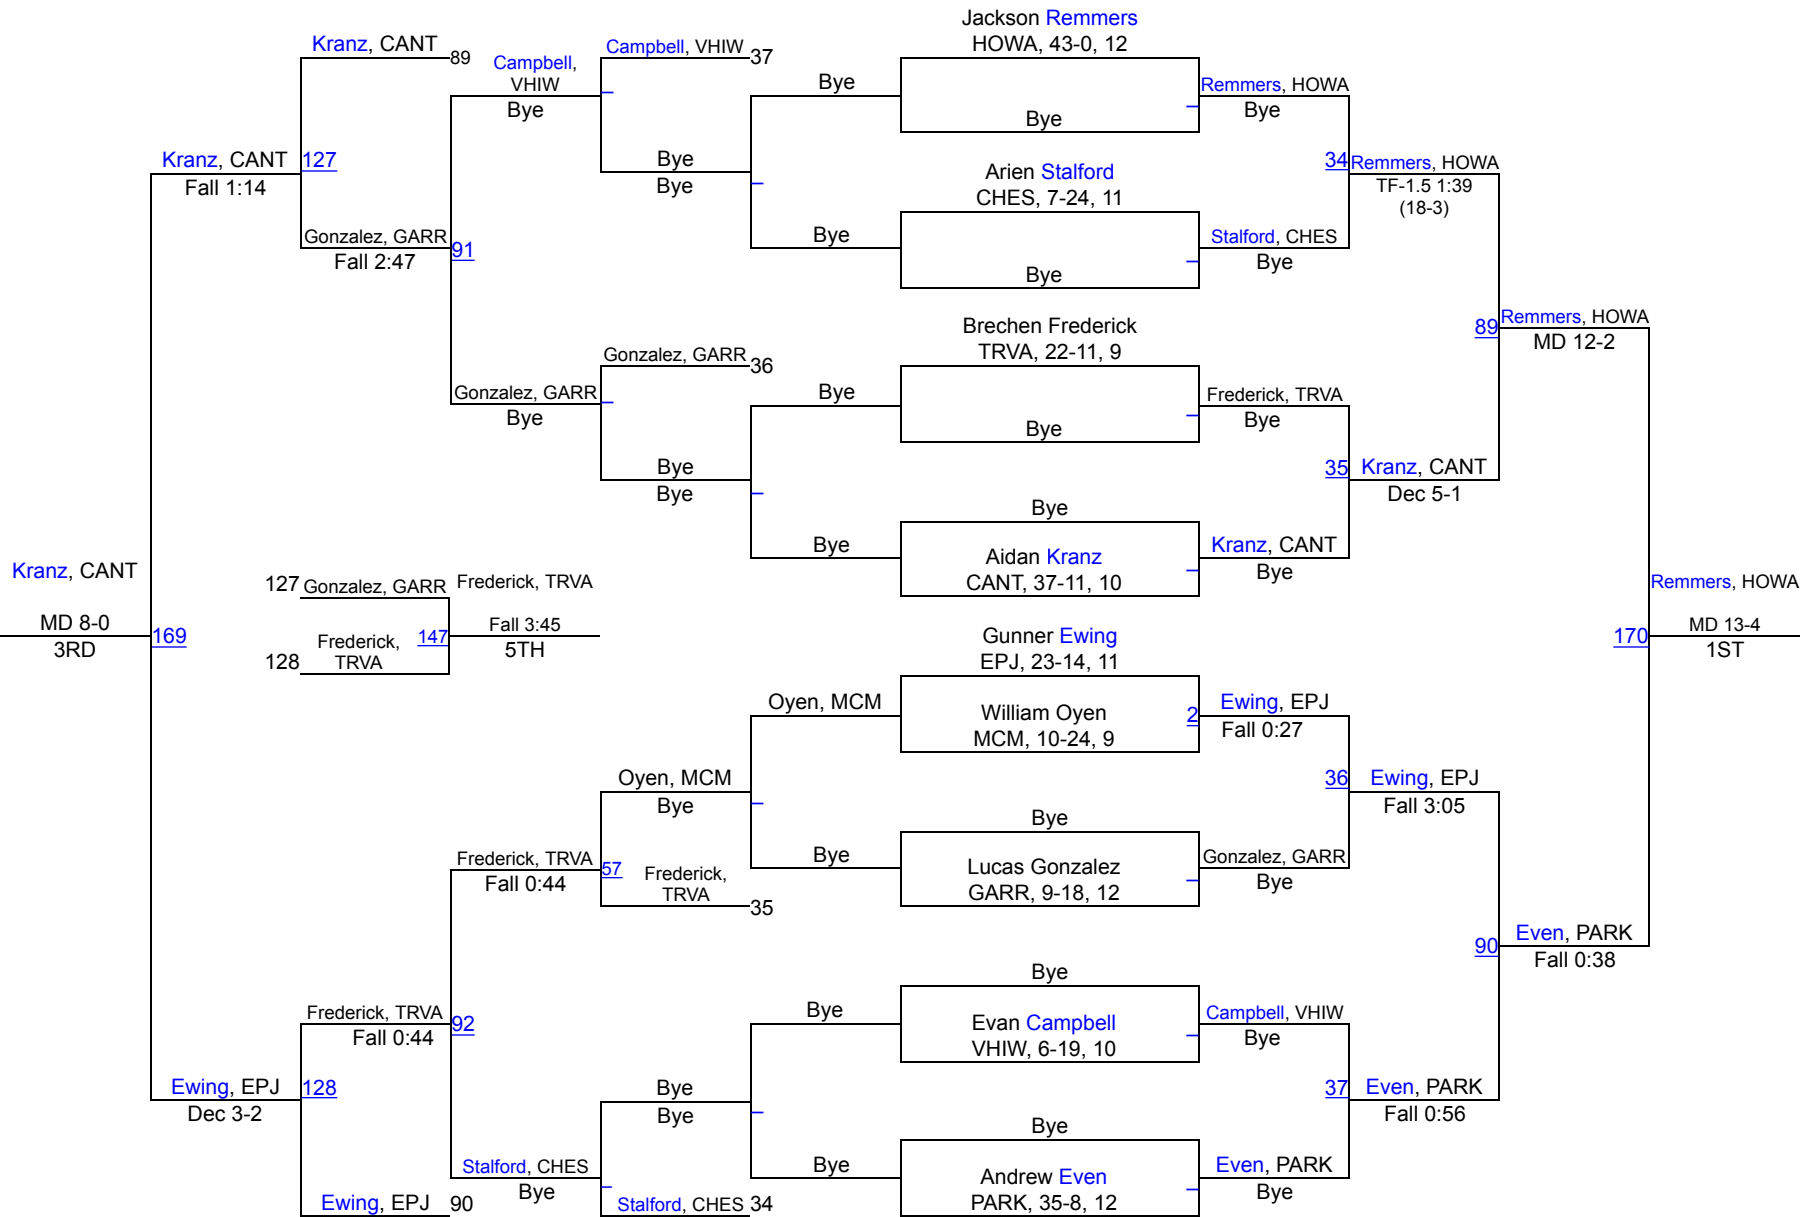 Jackson Remmers
HOWA, 43-0, 12
Bye
Arien Stalford
CHES, 7-24, 11
Bye
Brechen Frederick
TRVA, 22-11, 9
Bye
Bye
Aidan Kranz
CANT, 37-11, 10
Gunner Ewing
EPJ, 23-14, 11
William Oyen
MCM, 10-24, 9
2
Bye
Lucas Gonzalez
GARR, 9-18, 12
Bye
Evan Campbell
VHIW, 6-19, 10
Bye
Andrew Even
PARK, 35-8, 12
Remmers, HOWA
Bye
34
Stalford, CHES
Bye
Frederick, TRVA
Bye
35
Kranz, CANT
Bye
Ewing, EPJ
Fall 0:27
36
Gonzalez, GARR
Bye
Campbell, VHIW
Bye
37
Even, PARK
Bye
Remmers, HOWA
TF-1.5 1:39
(18-3)
89
Kranz, CANT
Dec 5-1
Ewing, EPJ
Fall 3:05
90
Even, PARK
Fall 0:56
Remmers, HOWA
MD 12-2
170
Even, PARK
Fall 0:38
Remmers, HOWA
MD 13-4
1ST
Bye
Bye
Bye
Bye
Oyen, MCM
Bye
Bye
Bye
Campbell, VHIW 37
Bye
Bye
Gonzalez, GARR 36
Bye
Bye
Oyen, MCM
Bye
57
Frederick,
TRVA
35
Bye
Bye
Stalford, CHES 34
Campbell,
VHIW
Bye
91
Gonzalez, GARR
Bye
Frederick, TRVA
Fall 0:44
92
Stalford, CHES
Bye
Kranz, CANT 89
127
Gonzalez, GARR
Fall 2:47
Frederick, TRVA
Fall 0:44
128
Ewing, EPJ 90
Kranz, CANT
Fall 1:14
169
Ewing, EPJ
Dec 3-2
Kranz, CANT
MD 8-0
3RD
127 Gonzalez, GARR
128
Frederick,
TRVA
147
Frederick, TRVA
Fall 3:45
5TH